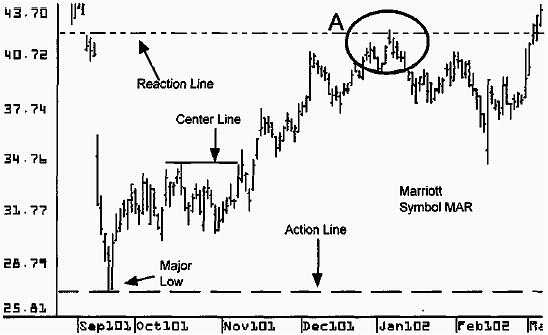 43.70
A
40.72
Reaction Line
37.74
Center Line
34.76
Marriott
Symbol MAR
31.77
Action Line
28.79
Major
Low
25.81
Sep101 Oct101 Nov101 Dec101 Jan102 Feb102